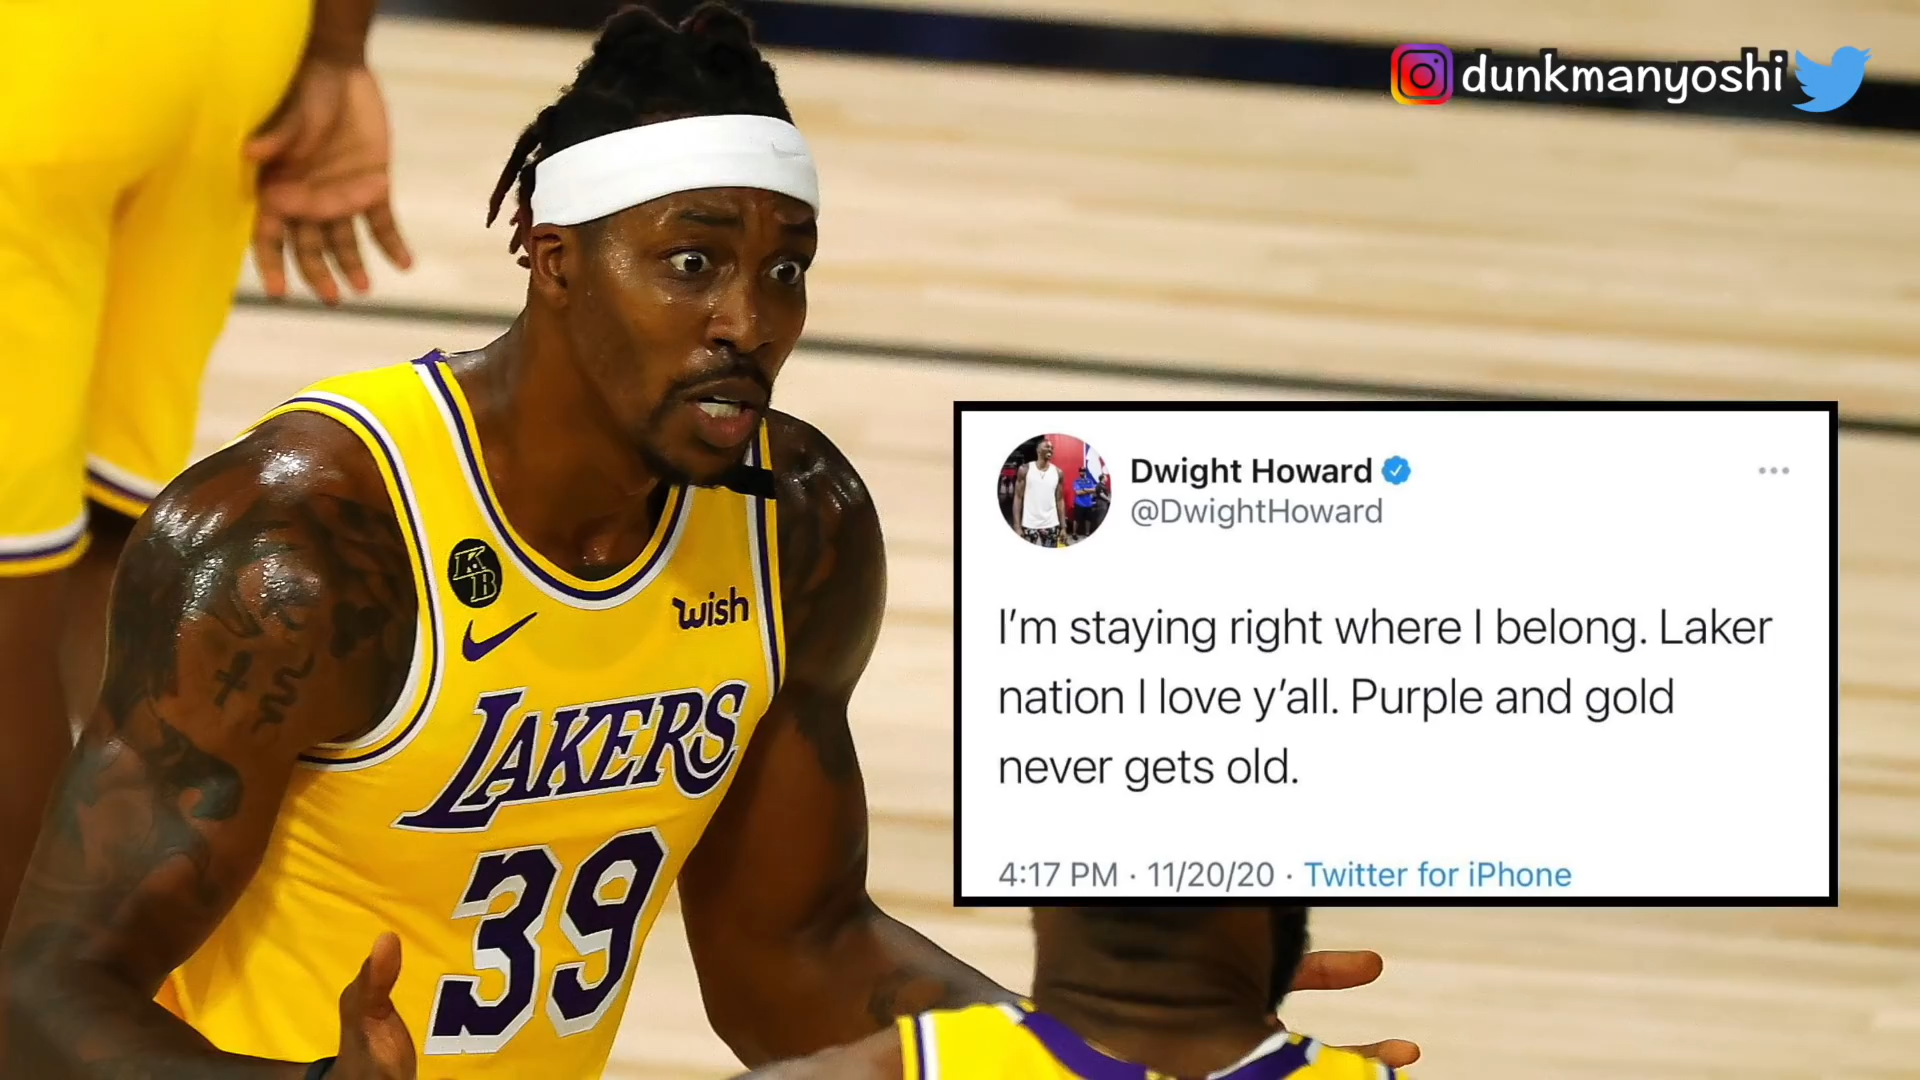 dunkmanyoshi
Dwight Howard
@DwightHoward
I'm staying right where I belong. Laker
nation I love y'all. Purple and gold
never gets old.
4:17 PM · 11/20/20 · Twitter for iPhone
KB
wish
LAKERS
39